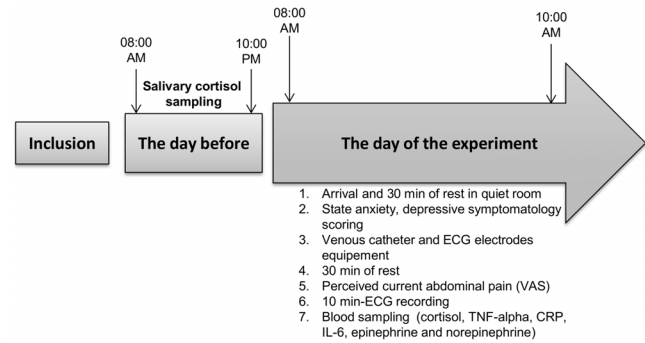 08:00
AM
10:00
PM
08:00
AM
10:00
AM
Salivary cortisol
sampling
Inclusion
The day before
The day of the experiment
1. Arrival and 30 min of rest in quiet room
2. State anxiety, depressive symptomatology
scoring
3. Venous catheter and ECG electrodes
equipement
4. 30 min of rest
5. Perceived current abdominal pain (VAS)
6. 10 min-ECG recording
7. Blood sampling (cortisol, TNF-alpha, CRP,
IL-6, epinephrine and norepinephrine)